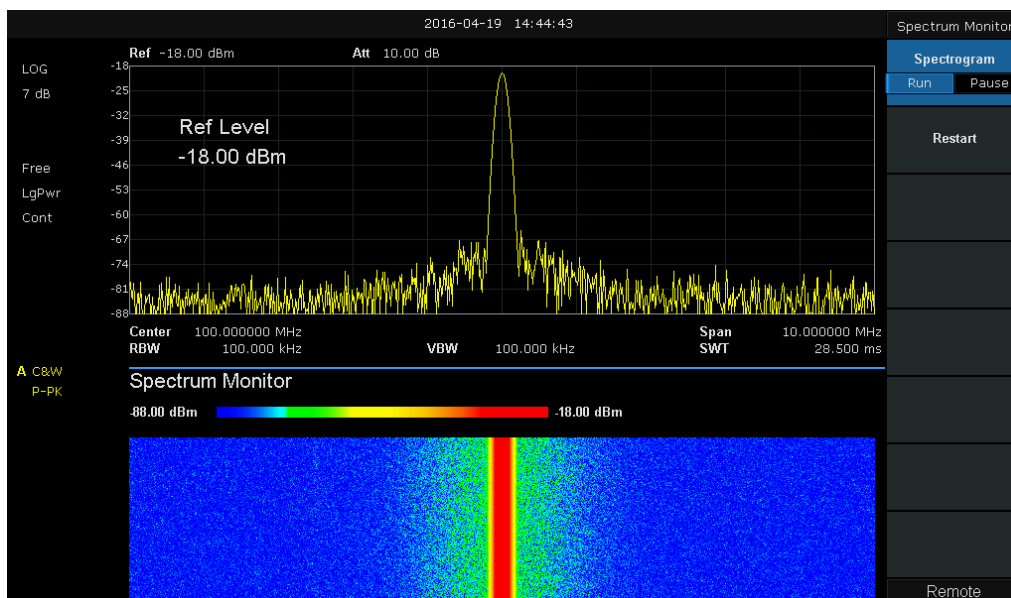 2016-04-19 14:44:43
Spectrum Monitor
Ref -18.00 dBm Att 10.00 dB
LOG
7 dB
Free
LgPwr
Cont
A C&W
P-PK
-18
-25
-32
-39
-46
-53
-60
-67
-74
-81
-88
Ref Level
-18.00 dBm
Center 100.000000 MHz Span 10.000000 MHz
RBW 100.000 kHz VBW 100.000 kHz SWT 28.500 ms
Spectrum Monitor
-88.00 dBm -18.00 dBm
Spectrogram
Run Pause
Restart
Remote